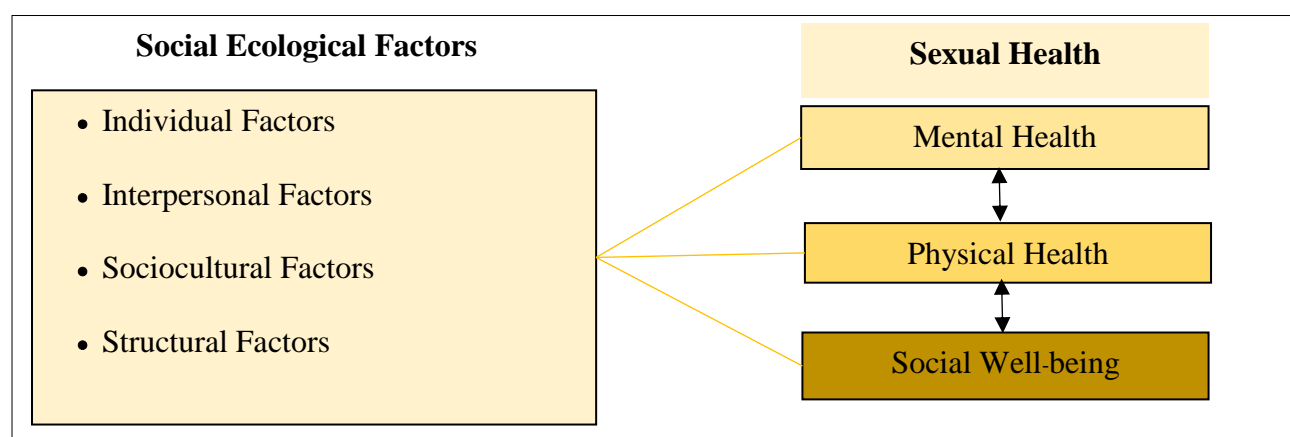 Social Ecological Factors
• Individual Factors
• Interpersonal Factors
• Sociocultural Factors
• Structural Factors
Sexual Health
Mental Health
Physical Health
Social Well-being